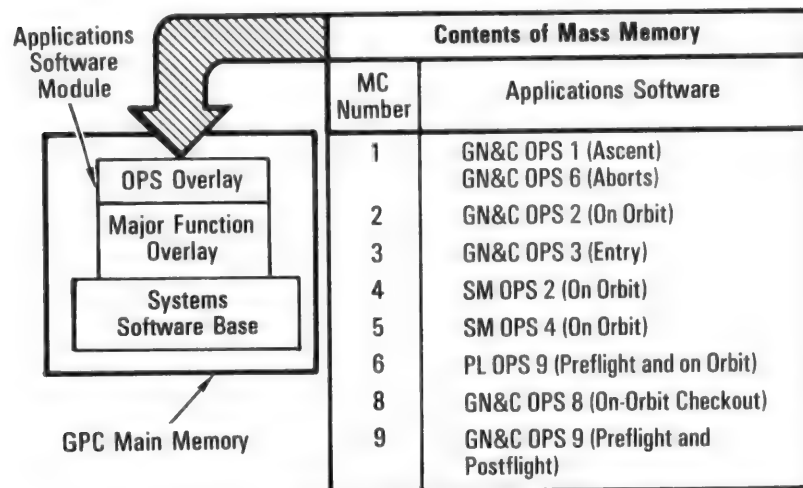 Applications
Software
Module
OPS Overlay
Major Function
Overlay
Systems
Software Base
GPC Main Memory
Contents of Mass Memory
MC
Number
Applications Software
1 GN&C OPS 1 (Ascent)
GN&C OPS 6 (Aborts)
2 GN&C OPS 2 (On Orbit)
3 GN&C OPS 3 (Entry)
4 SM OPS 2 (On Orbit)
5 SM OPS 4 (On Orbit)
6 PL OPS 9 (Preflight and on Orbit)
8 GN&C OPS 8 (On-Orbit Checkout)
9 GN&C OPS 9 (Preflight and
Postflight)